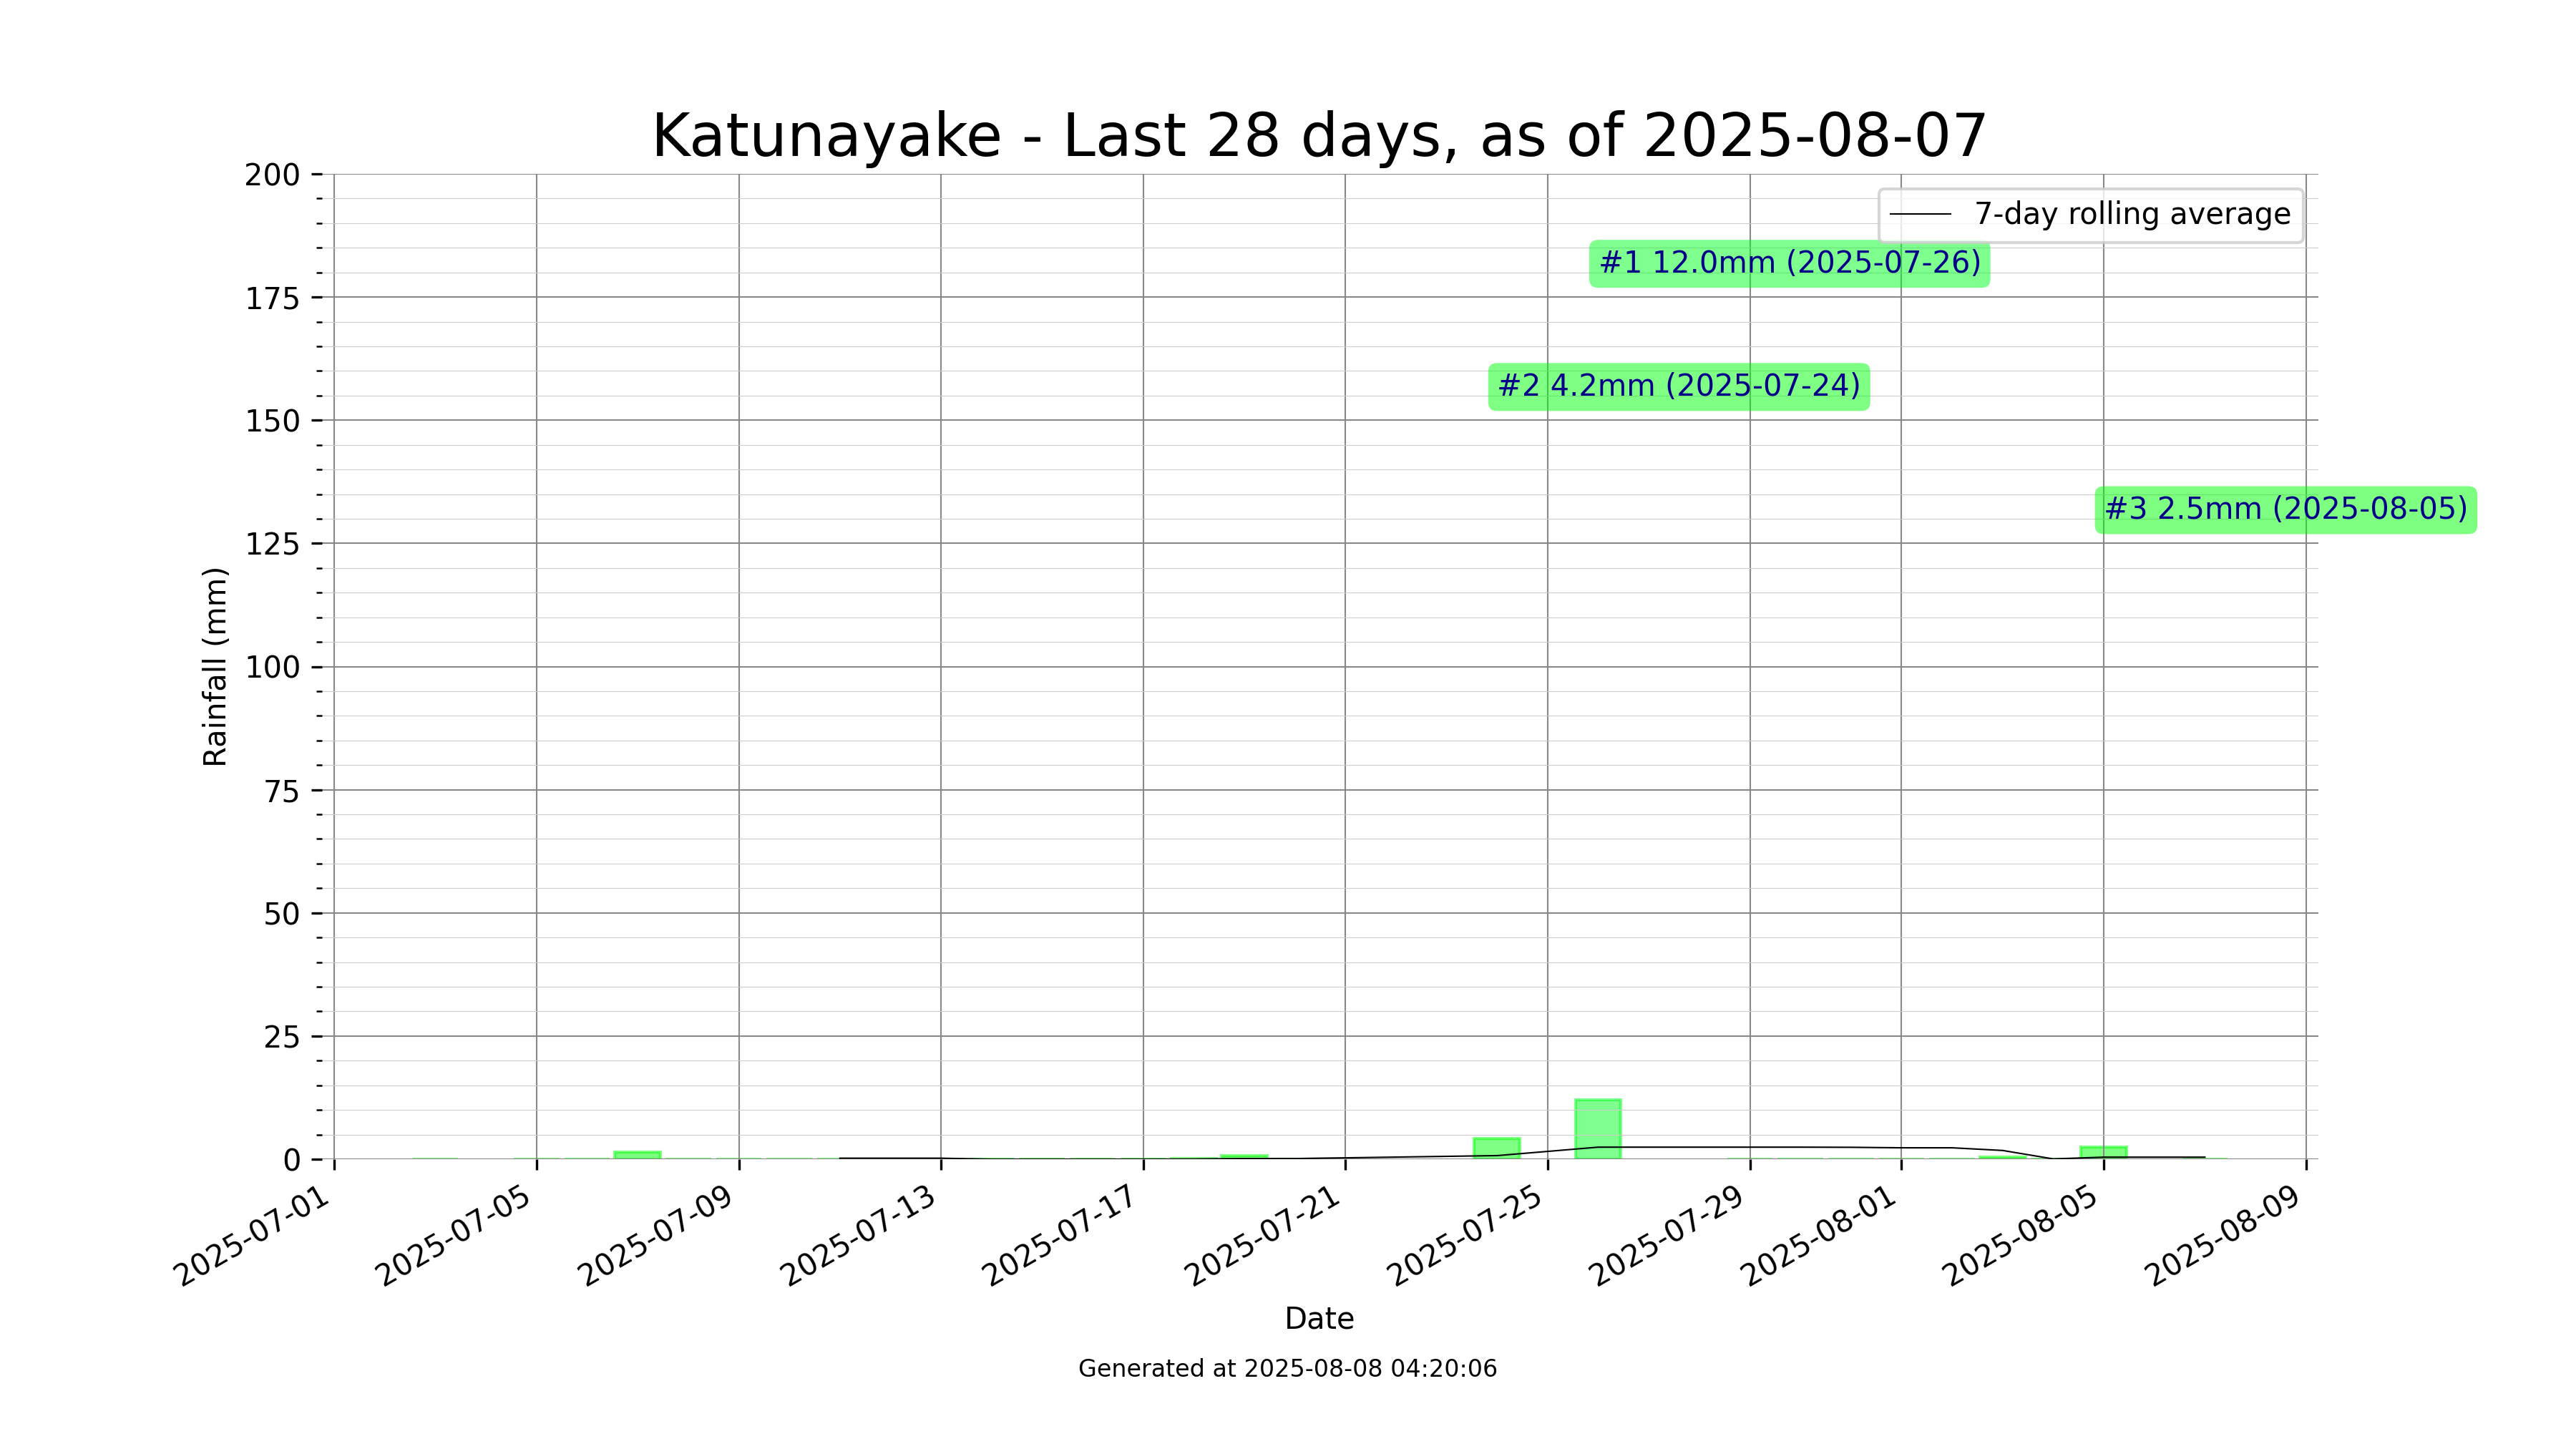 Katunayake - Last 28 days, as of 2025-08-07
200
175
150
125
100
75
50
25
0
Rainfall (mm)
7-day rolling average
#1 12.0mm (2025-07-26)
#2 4.2mm (2025-07-24)
#3 2.5mm (2025-08-05)
2025-07-01
2025-07-05
2025-07-09
2025-07-13
2025-07-17
2025-07-21
2025-07-25
2025-07-29
2025-08-01
2025-08-05
2025-08-09
Date
Generated at 2025-08-08 04:20:06